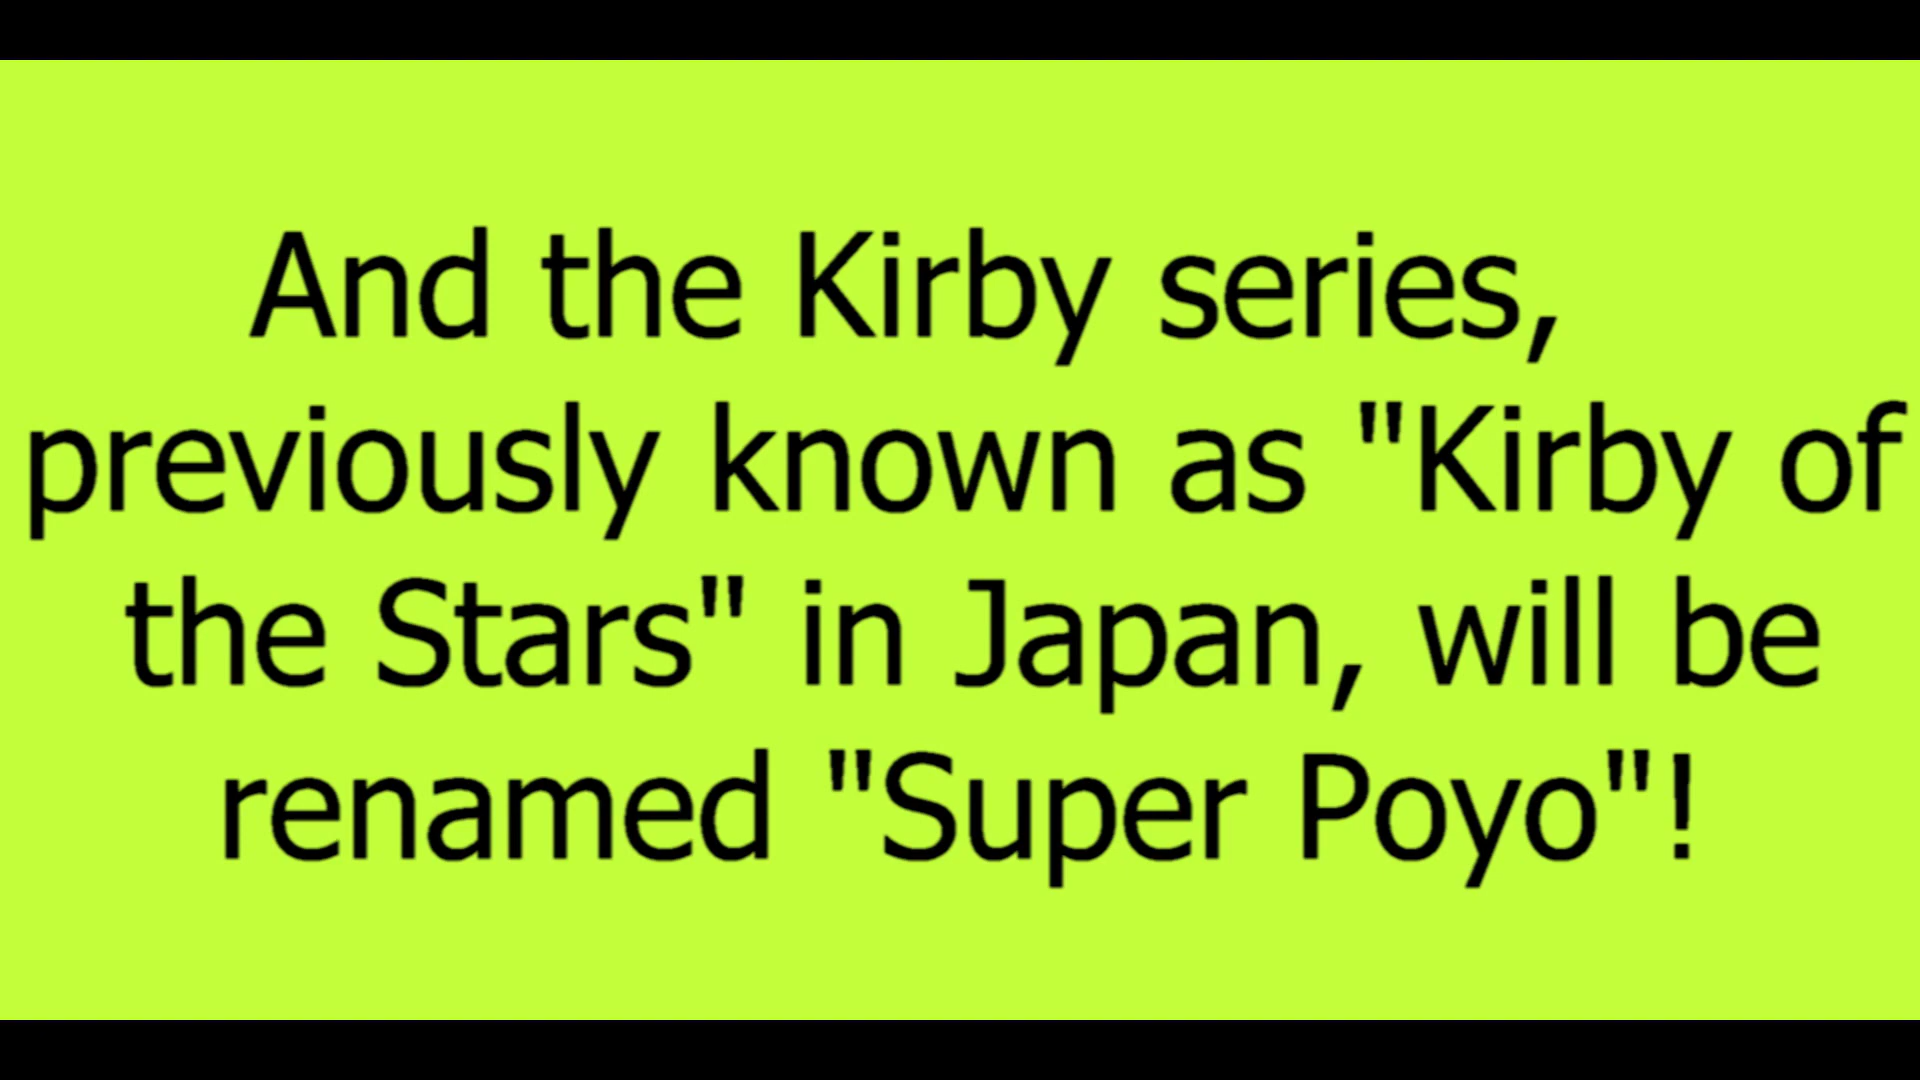 And the Kirby series,
previously known as "Kirby of
the Stars" in Japan, will be
renamed "Super Poyo"!